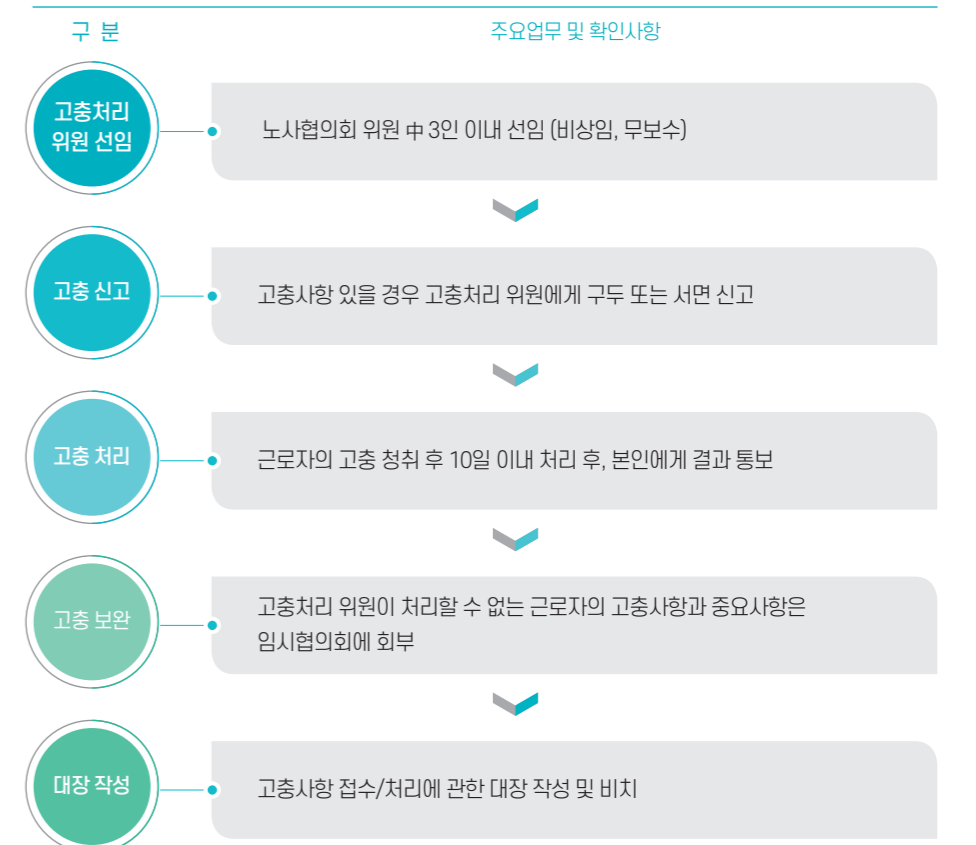 구 분
주요업무 및 확인사항
고충처리
위원 선임
노사협의회 위원 中 3인 이내 선임 (비상임, 무보수)
고충 신고
고충사항 있을 경우 고충처리 위원에게 구두 또는 서면 신고
고충 처리
근로자의 고충 청취 후 10일 이내 처리 후, 본인에게 결과 통보
고충 보완
고충처리 위원이 처리할 수 없는 근로자의 고충사항과 중요사항은
임시협의회에 회부
대장 작성
고충사항 접수/처리에 관한 대장 작성 및 비치